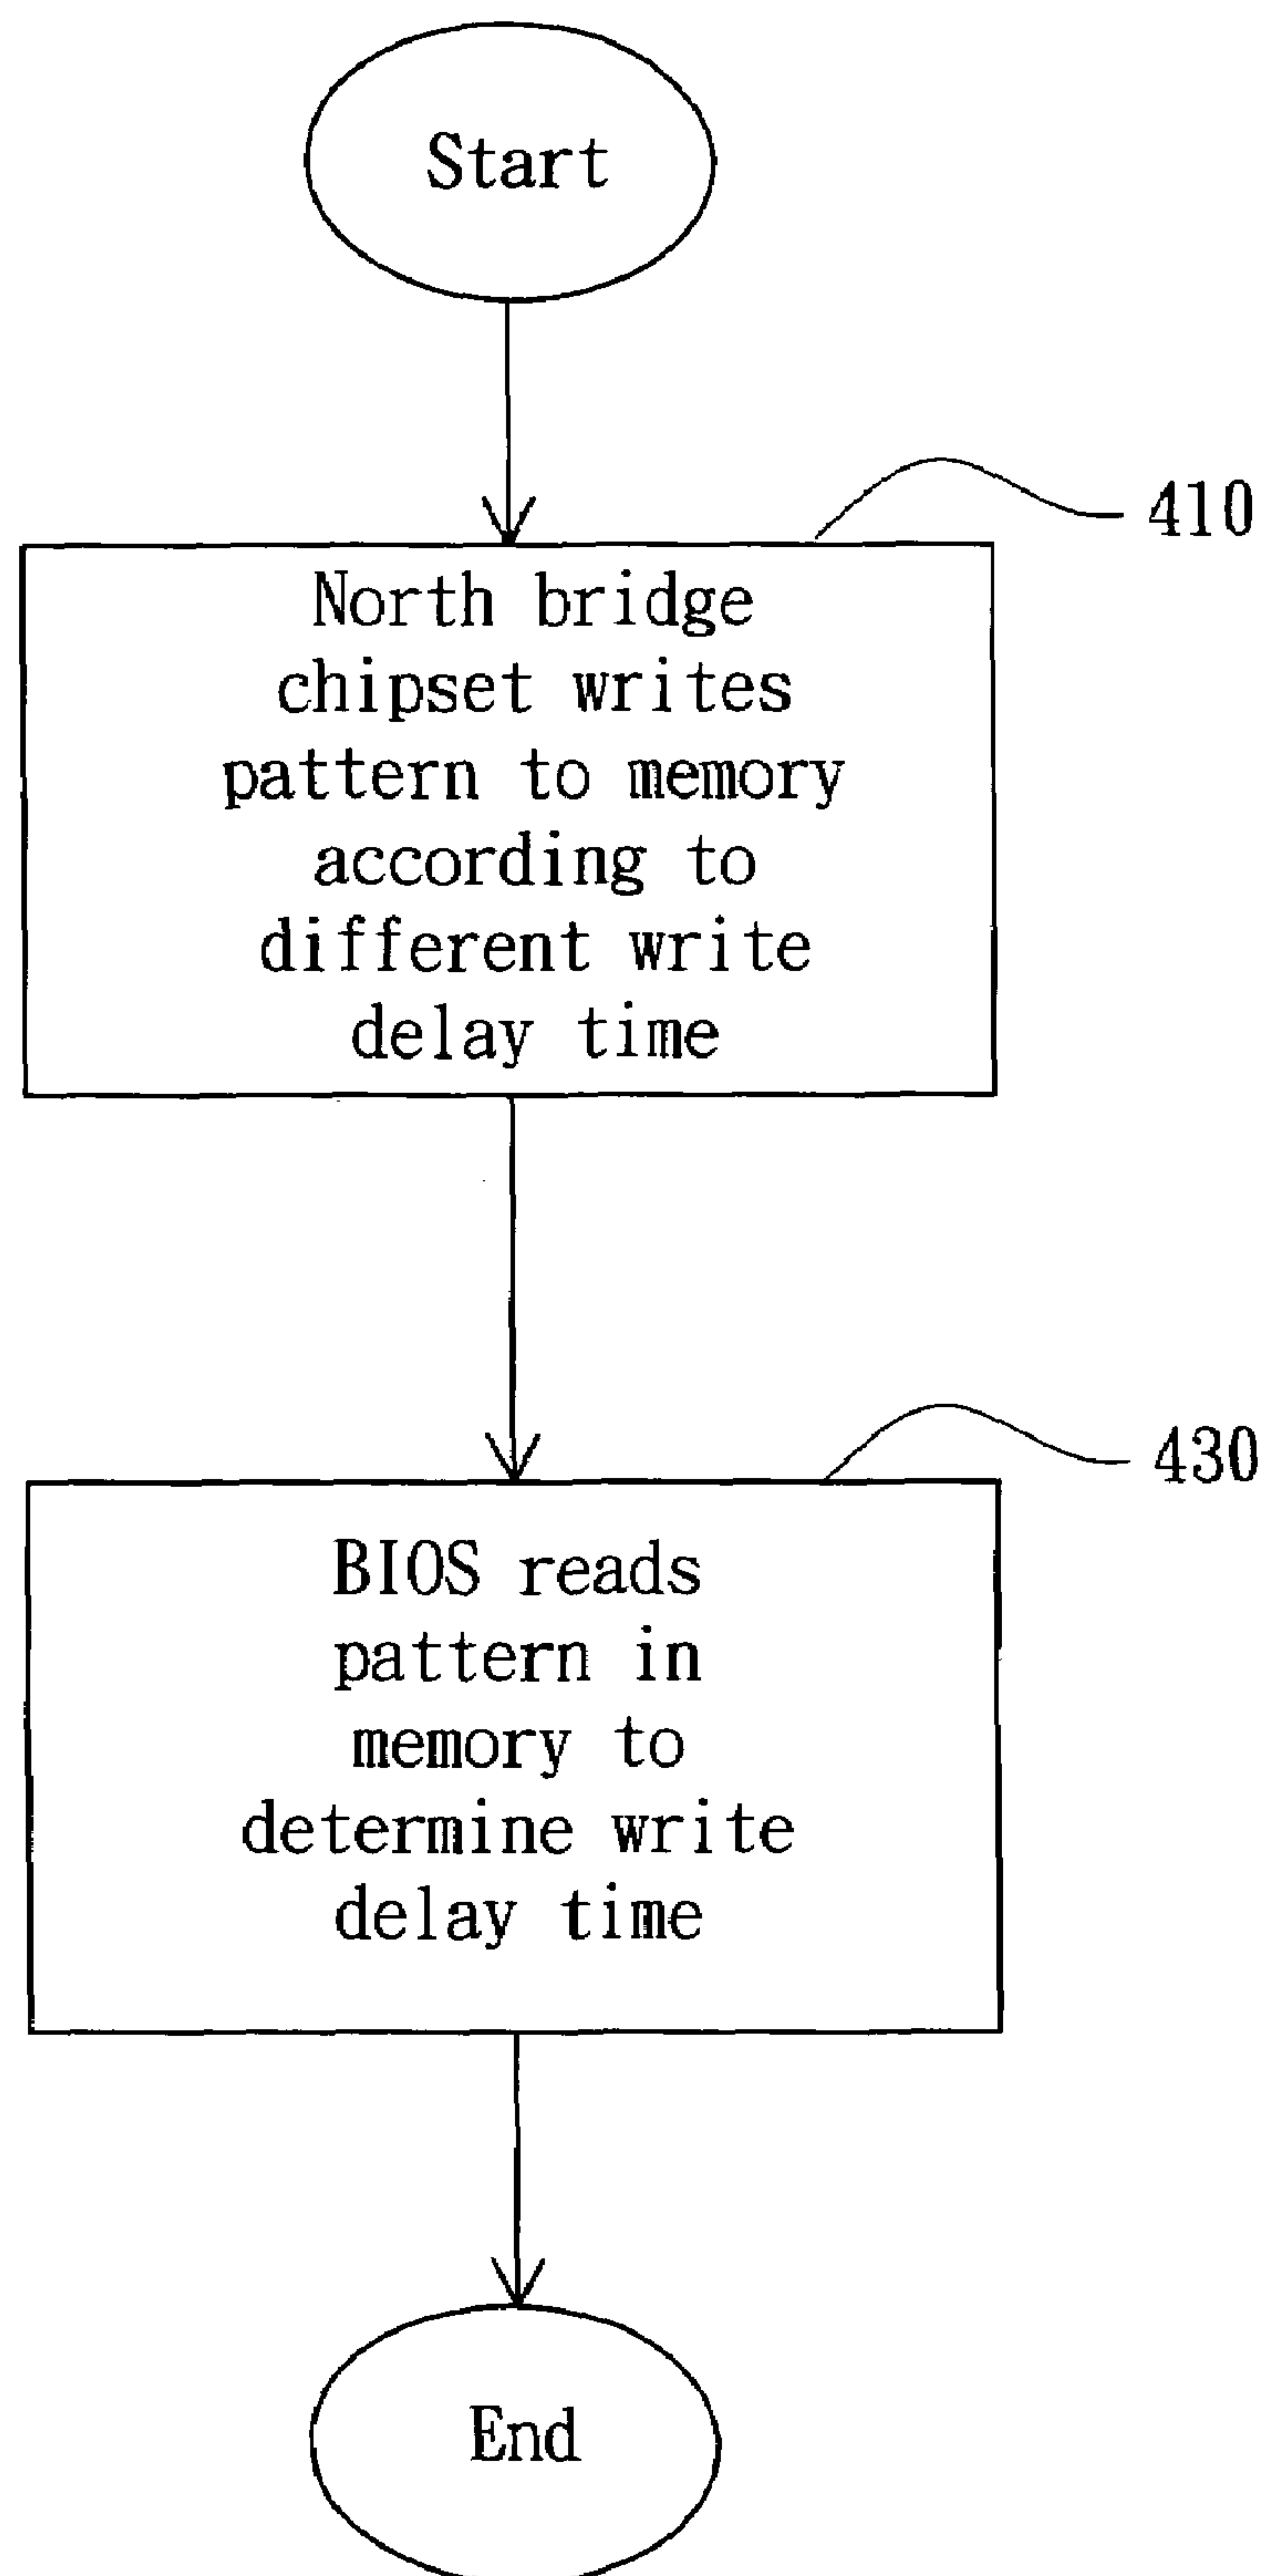 Start
410
North bridge
chipset writes
pattern to memory
according to
different write
delay time
430
BIOS reads
pattern in
memory to
determine write
delay time
End